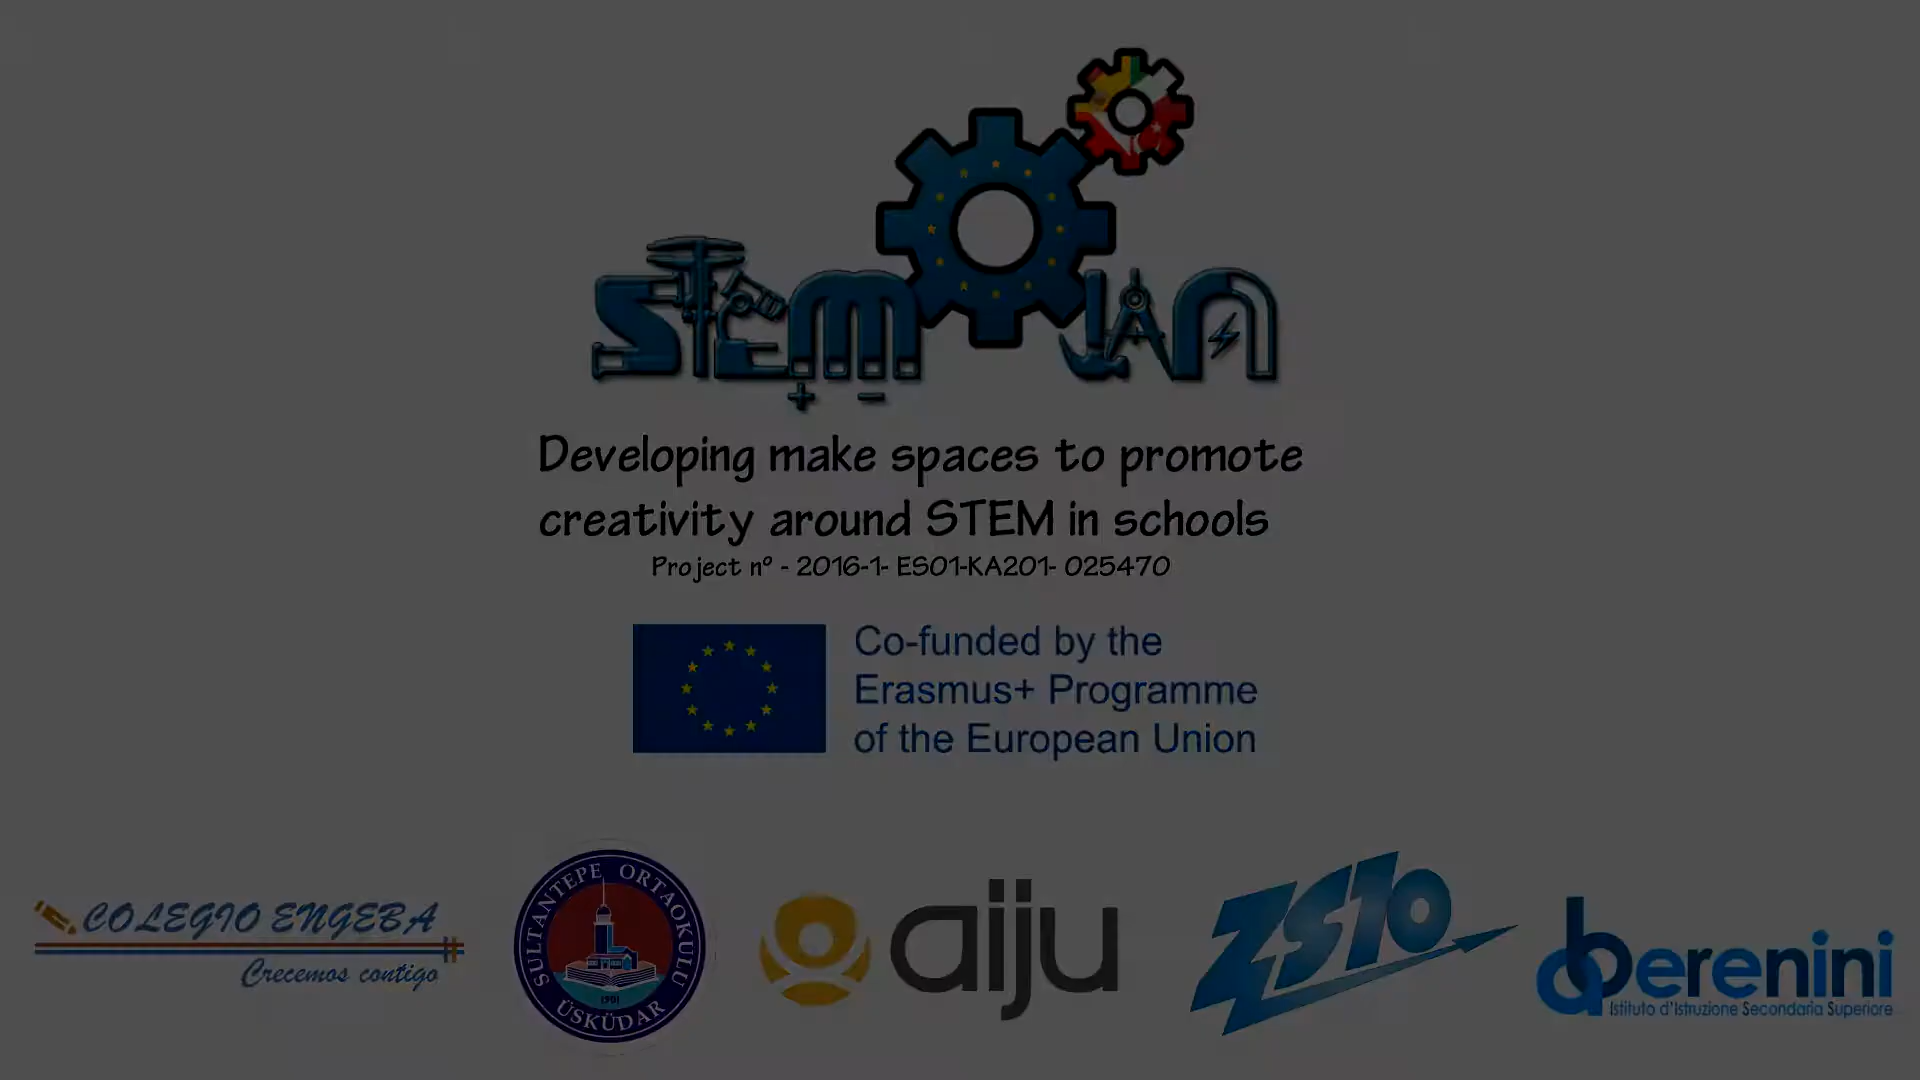 STEM JAM
+ -
Developing make spaces to promote
creativity around STEM in schools
Project nº - 2016-1- ES01-KA201- 025470
Co-funded by the
Erasmus+ Programme
of the European Union
COLEGIO ENGEBA
Crecemos contigo
SULTANTEPE ORTAOKULU
1901
ÜSKÜDAR
aiju
ZS10
berenini
Istituto d'Istruzione Secondaria Superiore